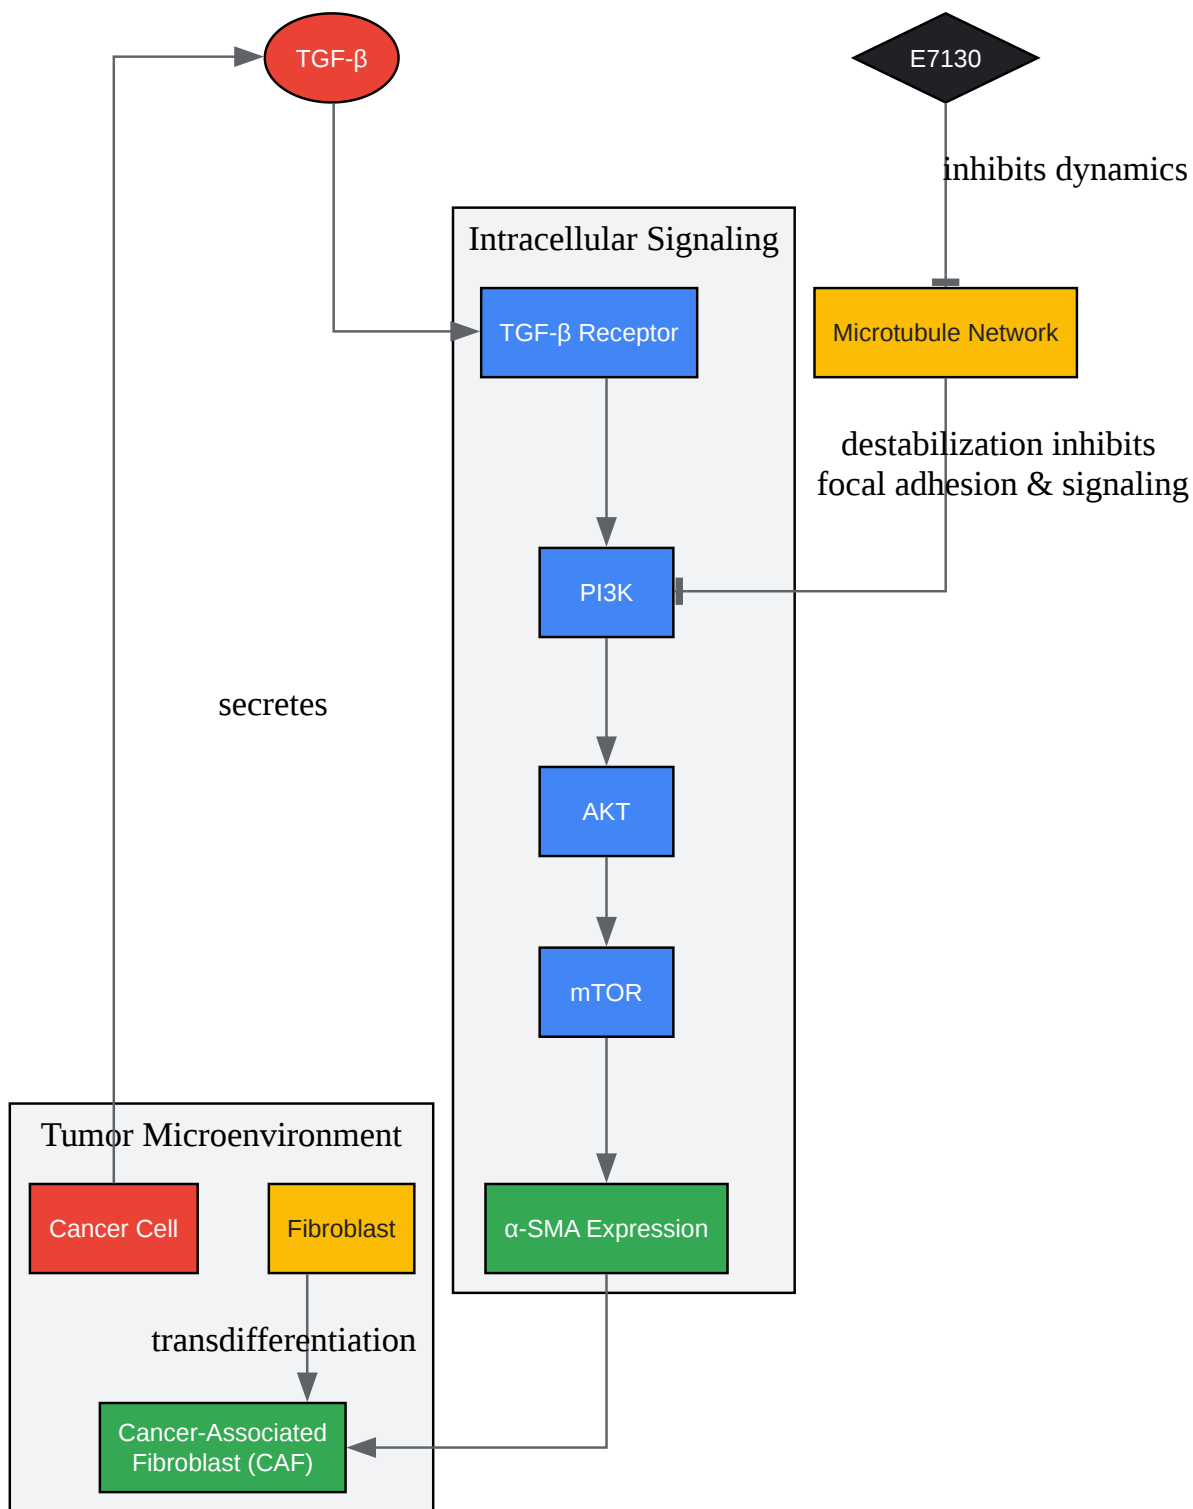 TGF-β
E7130
inhibits dynamics
Intracellular Signaling
TGF-β Receptor
Microtubule Network
destabilization inhibits
focal adhesion & signaling
PI3K
secretes
AKT
mTOR
Tumor Microenvironment
Cancer Cell
Fibroblast
α-SMA Expression
transdifferentiation
Cancer-Associated
Fibroblast (CAF)